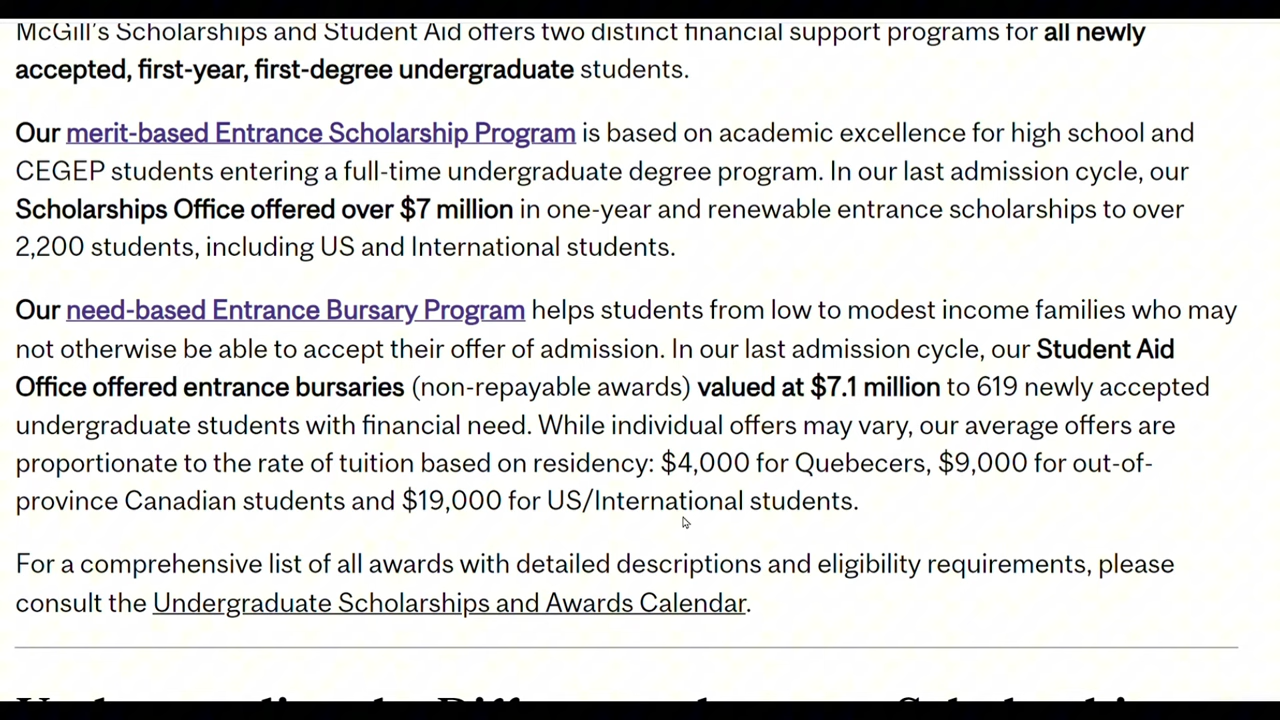 McGill's Scholarships and Student Aid offers two distinct financial support programs for all newly
accepted, first-year, first-degree undergraduate students.
Our merit-based Entrance Scholarship Program is based on academic excellence for high school and
CEGEP students entering a full-time undergraduate degree program. In our last admission cycle, our
Scholarships Office offered over $7 million in one-year and renewable entrance scholarships to over
2,200 students, including US and International students.
Our need-based Entrance Bursary Program helps students from low to modest income families who may
not otherwise be able to accept their offer of admission. In our last admission cycle, our Student Aid
Office offered entrance bursaries (non-repayable awards) valued at $7.1 million to 619 newly accepted
undergraduate students with financial need. While individual offers may vary, our average offers are
proportionate to the rate of tuition based on residency: $4,000 for Quebecers, $9,000 for out-of-
province Canadian students and $19,000 for US/International students.
For a comprehensive list of all awards with detailed descriptions and eligibility requirements, please
consult the Undergraduate Scholarships and Awards Calendar.